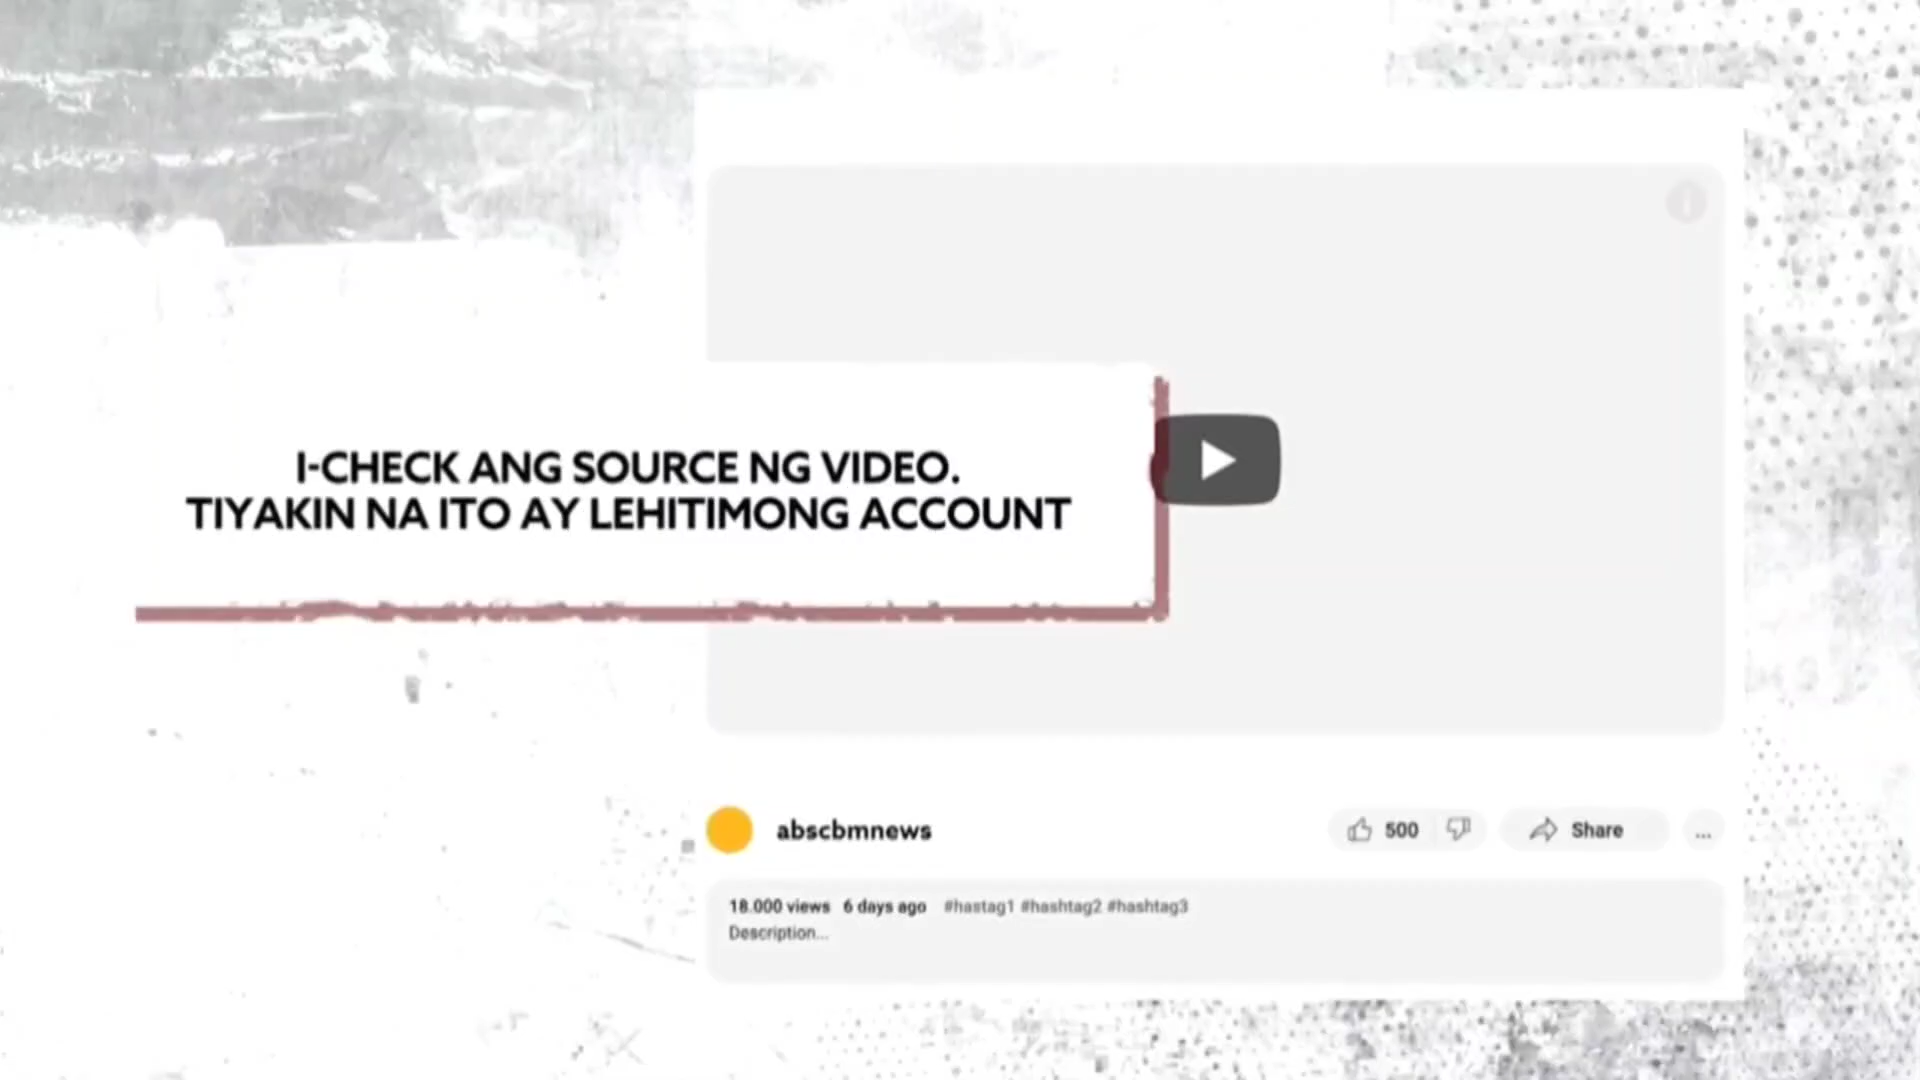 I-CHECK ANG SOURCE NG VIDEO.
TIYAKIN NA ITO AY LEHITIMONG ACCOUNT
abscbmnews
500
Share
...
18.000 views 6 days ago #hastag1 #hashtag2 #hashtag3
Description...